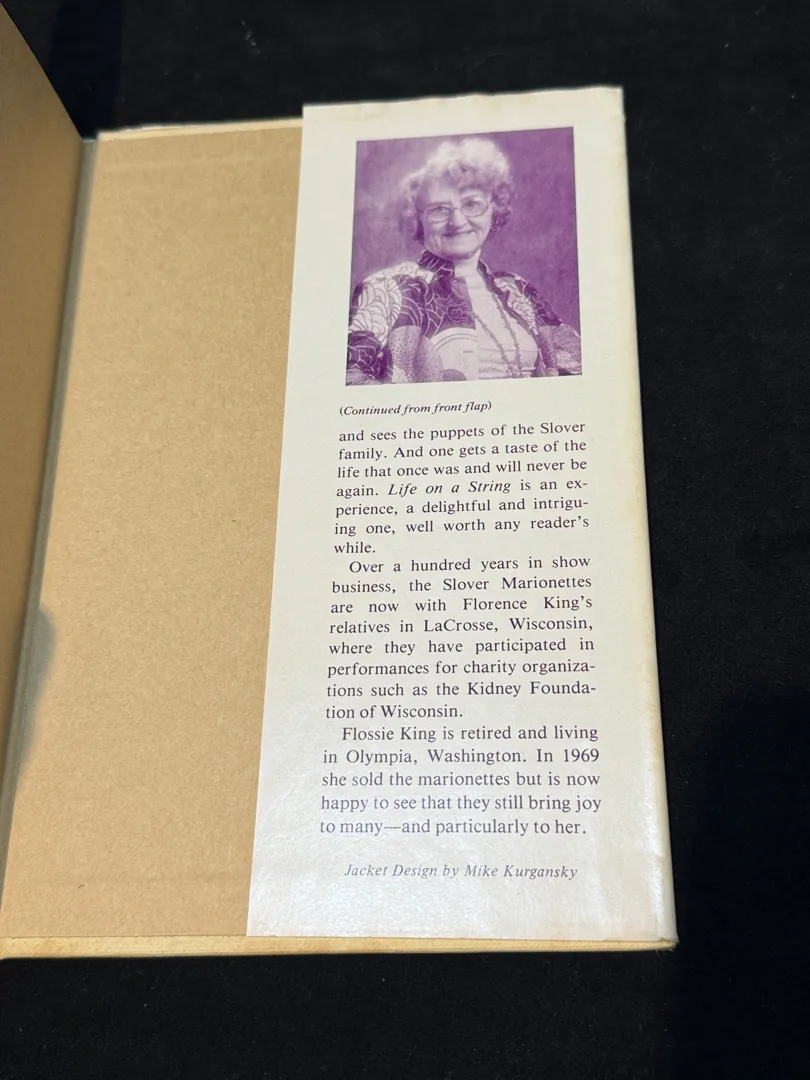 (Continued from front flap)
and sees the puppets of the Slover
family. And one gets a taste of the
life that once was and will never be
again. Life on a String is an ex-
perience, a delightful and intrigu-
ing one, well worth any reader's
while.
Over a hundred years in show
business, the Slover Marionettes
are now with Florence King's
relatives in LaCrosse, Wisconsin,
where they have participated in
performances for charity organiza-
tions such as the Kidney Founda-
tion of Wisconsin.
Flossie King is retired and living
in Olympia, Washington. In 1969
she sold the marionettes but is now
happy to see that they still bring joy
to many—and particularly to her.
Jacket Design by Mike Kurgansky